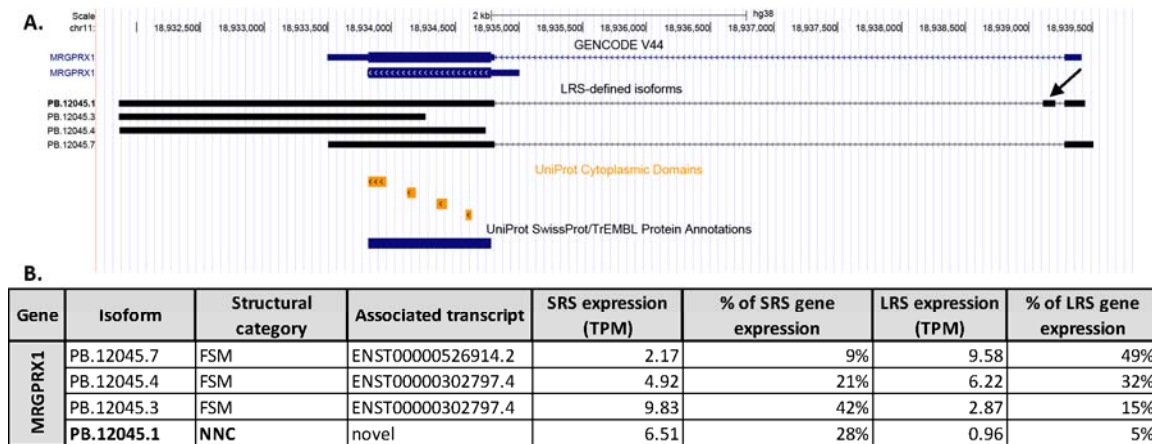 A.
Scale 2 kb hg38
chr11: 18,932,500 18,933,000 18,933,500 18,934,000 18,934,500 18,935,000 18,935,500 18,936,000 18,936,500 18,937,000 18,937,500 18,938,000 18,938,500 18,939,000 18,939,500
GENCODE V44
MRGPRX1
MRGPRX1
LRS-defined isoforms
PB.12045.1
PB.12045.3
PB.12045.4
PB.12045.7
UniProt Cytoplasmic Domains
UniProt SwissProt/TrEMBL Protein Annotations
B.
Gene Isoform Structural category Associated transcript SRS expression (TPM) % of SRS gene expression LRS expression (TPM) % of LRS gene expression
MRGPRX1
PB.12045.7 FSM ENST00000526914.2 2.17 9% 9.58 49%
PB.12045.4 FSM ENST00000302797.4 4.92 21% 6.22 32%
PB.12045.3 FSM ENST00000302797.4 9.83 42% 2.87 15%
PB.12045.1 NNC novel 6.51 28% 0.96 5%